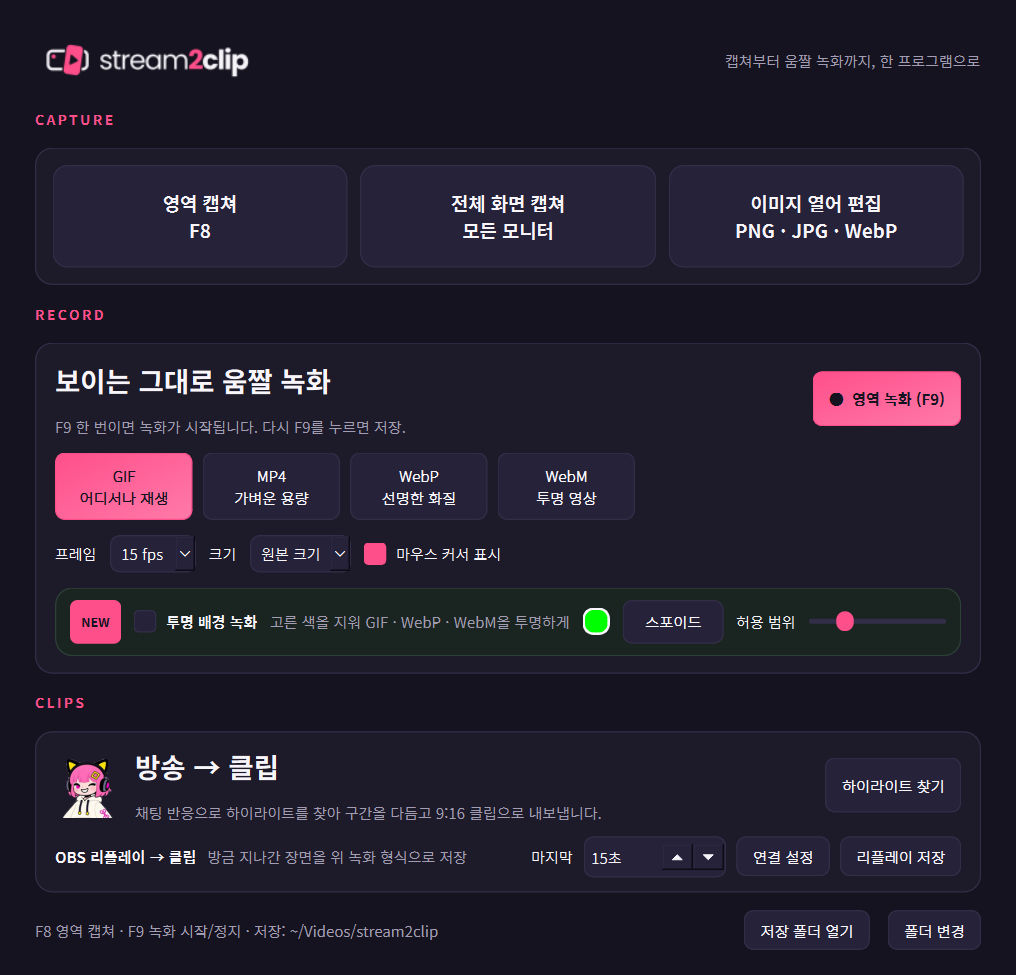 stream2clip
캡쳐부터 움짤 녹화까지, 한 프로그램으로
CAPTURE
영역 캡쳐
F8
전체 화면 캡쳐
모든 모니터
이미지 열어 편집
PNG · JPG · WebP
RECORD
보이는 그대로 움짤 녹화
● 영역 녹화 (F9)
F9 한 번이면 녹화가 시작됩니다. 다시 F9를 누르면 저장.
GIF
어디서나 재생
MP4
가벼운 용량
WebP
선명한 화질
WebM
투명 영상
프레임 15 fps 크기 원본 크기 마우스 커서 표시
NEW 투명 배경 녹화 고른 색을 지워 GIF · WebP · WebM을 투명하게 스포이드 허용 범위
CLIPS
방송 → 클립
하이라이트 찾기
채팅 반응으로 하이라이트를 찾아 구간을 다듬고 9:16 클립으로 내보냅니다.
OBS 리플레이 → 클립 방금 지나간 장면을 위 녹화 형식으로 저장 마지막 15초 연결 설정 리플레이 저장
F8 영역 캡쳐 · F9 녹화 시작/정지 · 저장: ~/Videos/stream2clip 저장 폴더 열기 폴더 변경